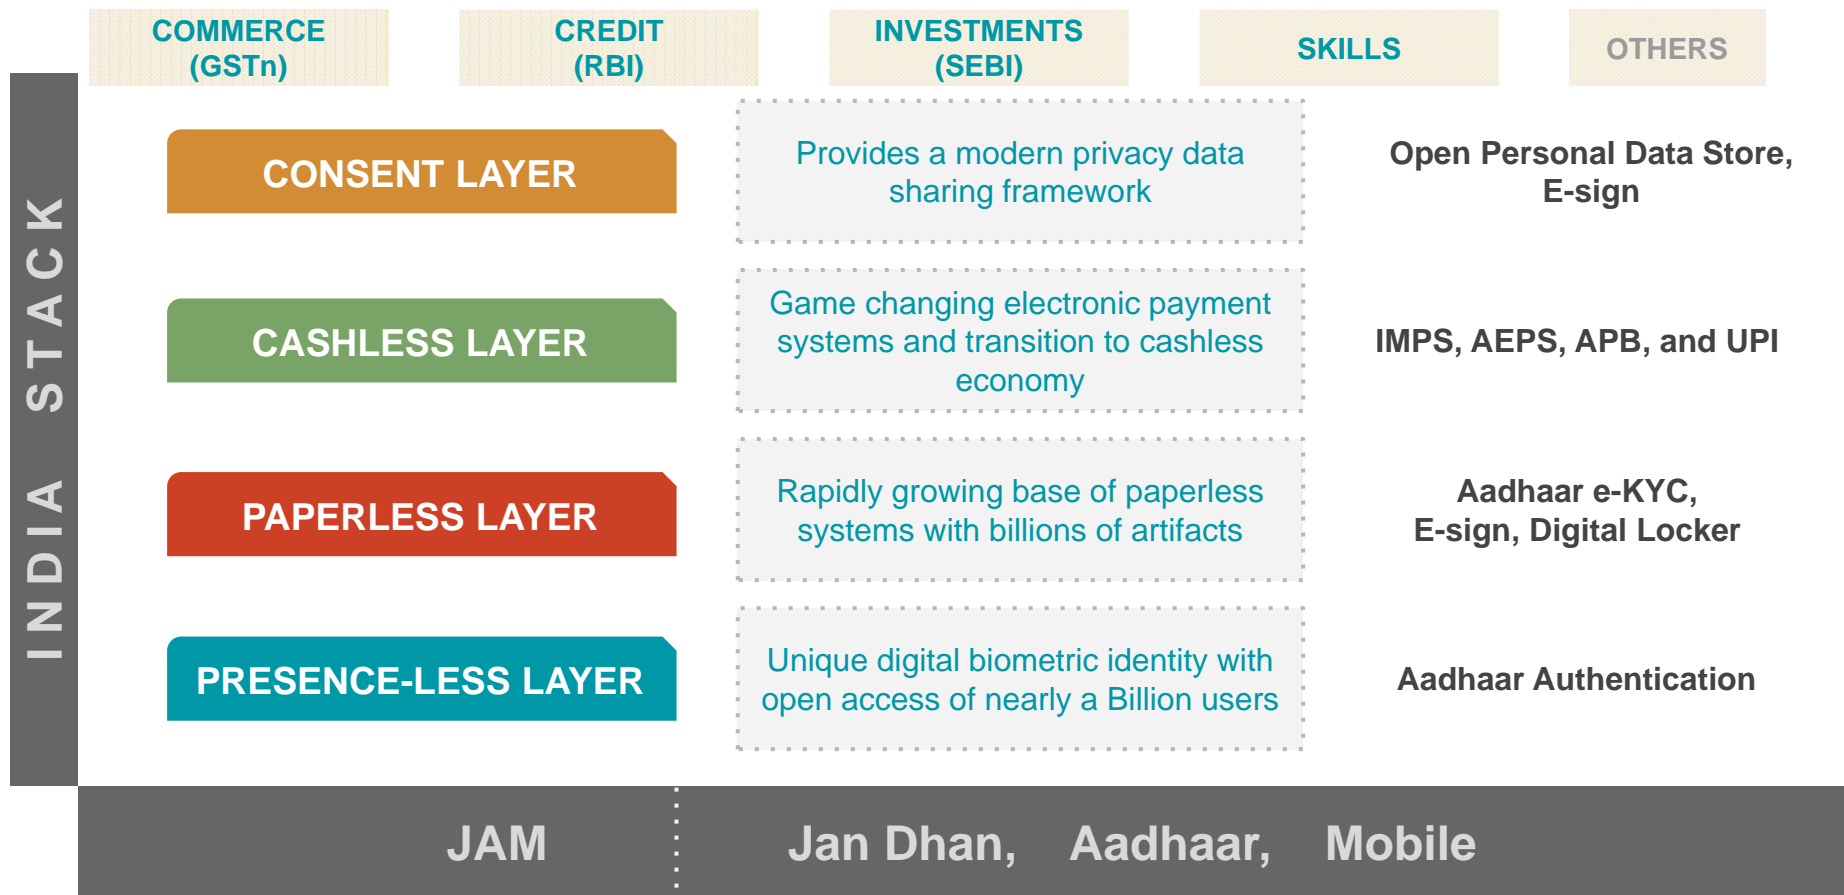 COMMERCE
(GSTn)
CREDIT
(RBI)
INVESTMENTS
(SEBI)
SKILLS
OTHERS
INDIA STACK
CONSENT LAYER
Provides a modern privacy data
sharing framework
Open Personal Data Store,
E-sign
CASHLESS LAYER
Game changing electronic payment
systems and transition to cashless
economy
IMPS, AEPS, APB, and UPI
PAPERLESS LAYER
Rapidly growing base of paperless
systems with billions of artifacts
Aadhaar e-KYC,
E-sign, Digital Locker
PRESENCE-LESS LAYER
Unique digital biometric identity with
open access of nearly a Billion users
Aadhaar Authentication
JAM
Jan Dhan, Aadhaar, Mobile